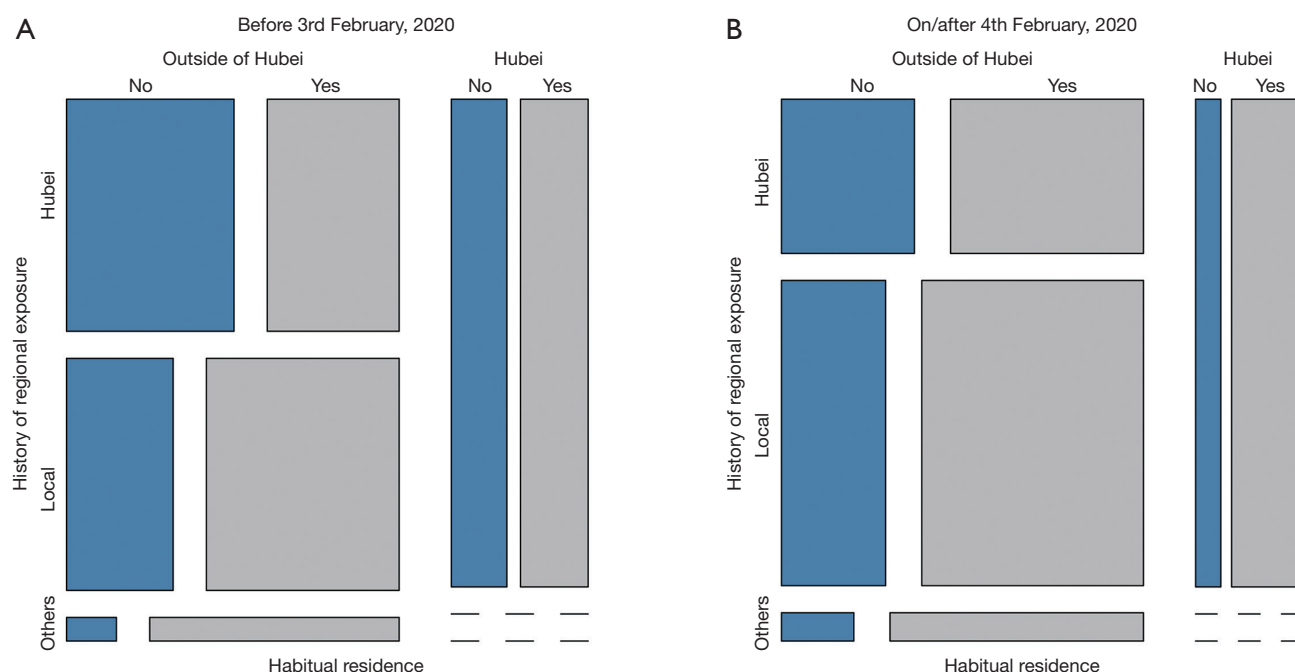 A
Before 3rd February, 2020
Outside of Hubei
Hubei
No
Yes
No
Yes
Hubei
Local
Others
History of regional exposure
Habitual residence
B
On/after 4th February, 2020
Outside of Hubei
Hubei
No
Yes
No
Yes
Hubei
Local
Others
History of regional exposure
Habitual residence